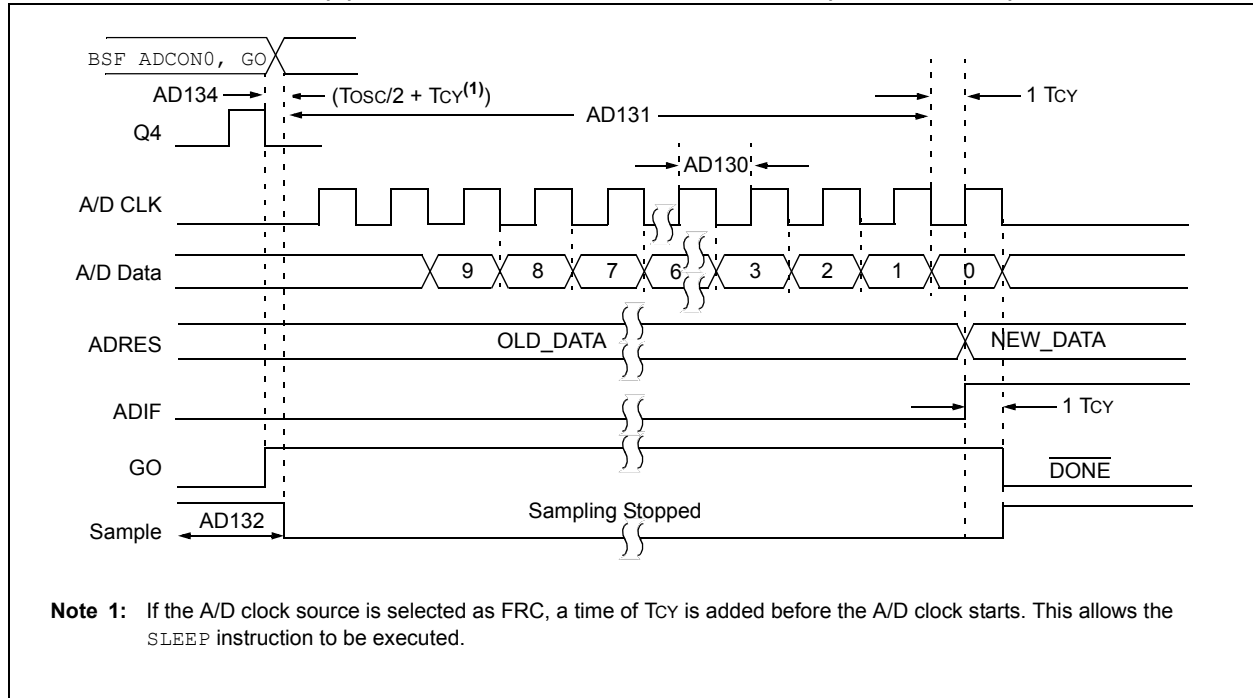 BSF ADCON0, GO
AD134
(TOSC/2 + TCY(1))
1 TCY
AD131
Q4
AD130
A/D CLK
A/D Data
9 8 7 6 3 2 1 0
ADRES
OLD_DATA
NEW_DATA
ADIF
1 TCY
GO
DONE
Sample
AD132
Sampling Stopped
Note 1: If the A/D clock source is selected as FRC, a time of TCY is added before the A/D clock starts. This allows the
SLEEP instruction to be executed.